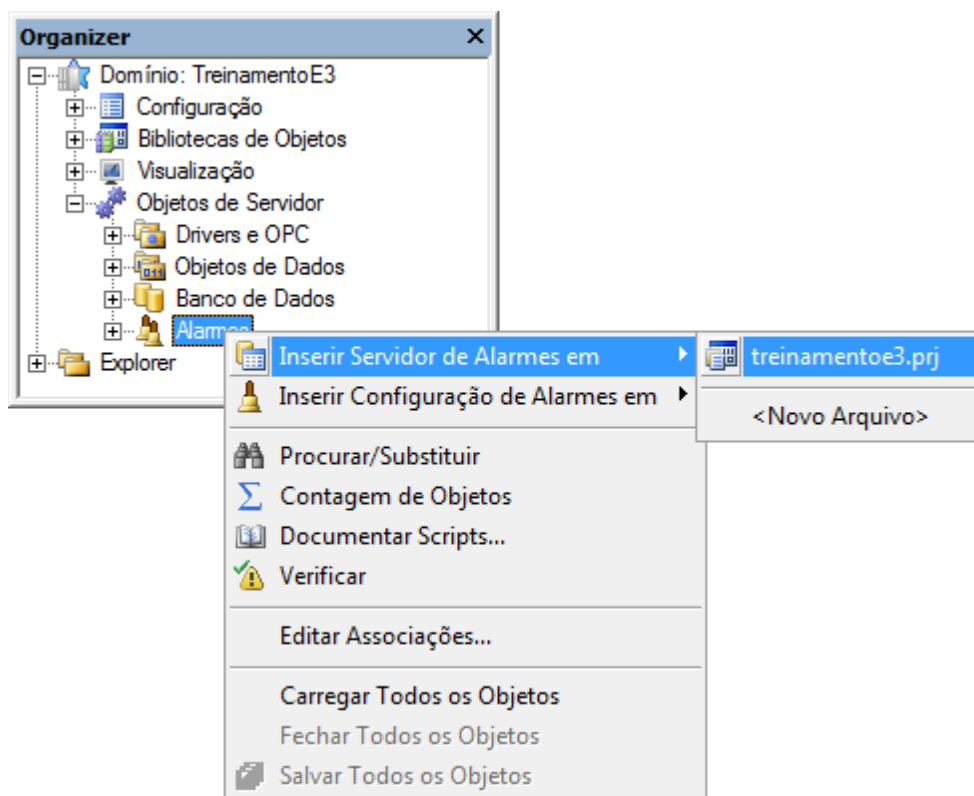 Organizer
Domínio: TreinamentoE3
Configuração
Bibliotecas de Objetos
Visualização
Objetos de Servidor
Drivers e OPC
Objetos de Dados
Banco de Dados
Alarmes
Explorer
Inserir Servidor de Alarmes em
treinamentoe3.prj
Inserir Configuração de Alarmes em
<Novo Arquivo>
Procurar/Substituir
Contagem de Objetos
Documentar Scripts...
Verificar
Editar Associações...
Carregar Todos os Objetos
Fechar Todos os Objetos
Salvar Todos os Objetos